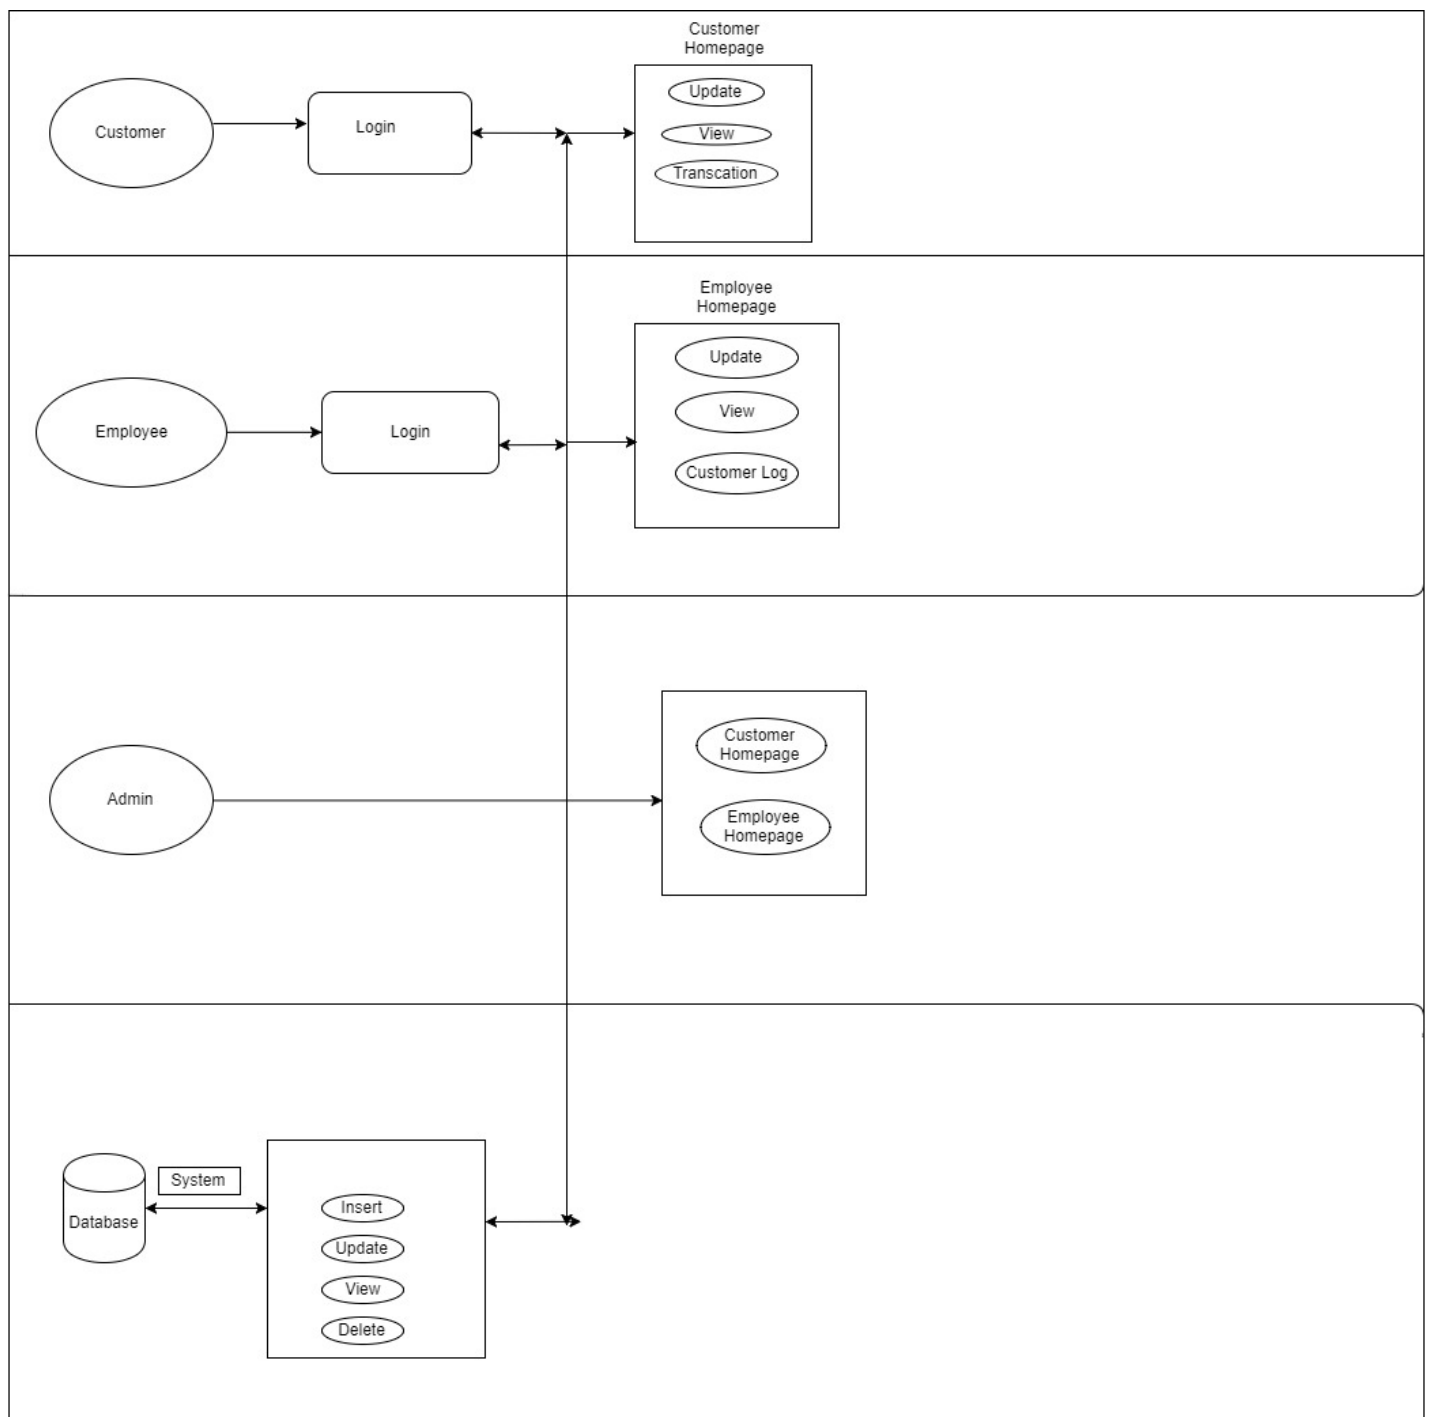 Customer
Homepage
Update
Customer
Login
View
Transcation
Employee
Homepage
Update
View
Employee
Login
Customer Log
Customer
Homepage
Admin
Employee
Homepage
System
Database
Insert
Update
View
Delete